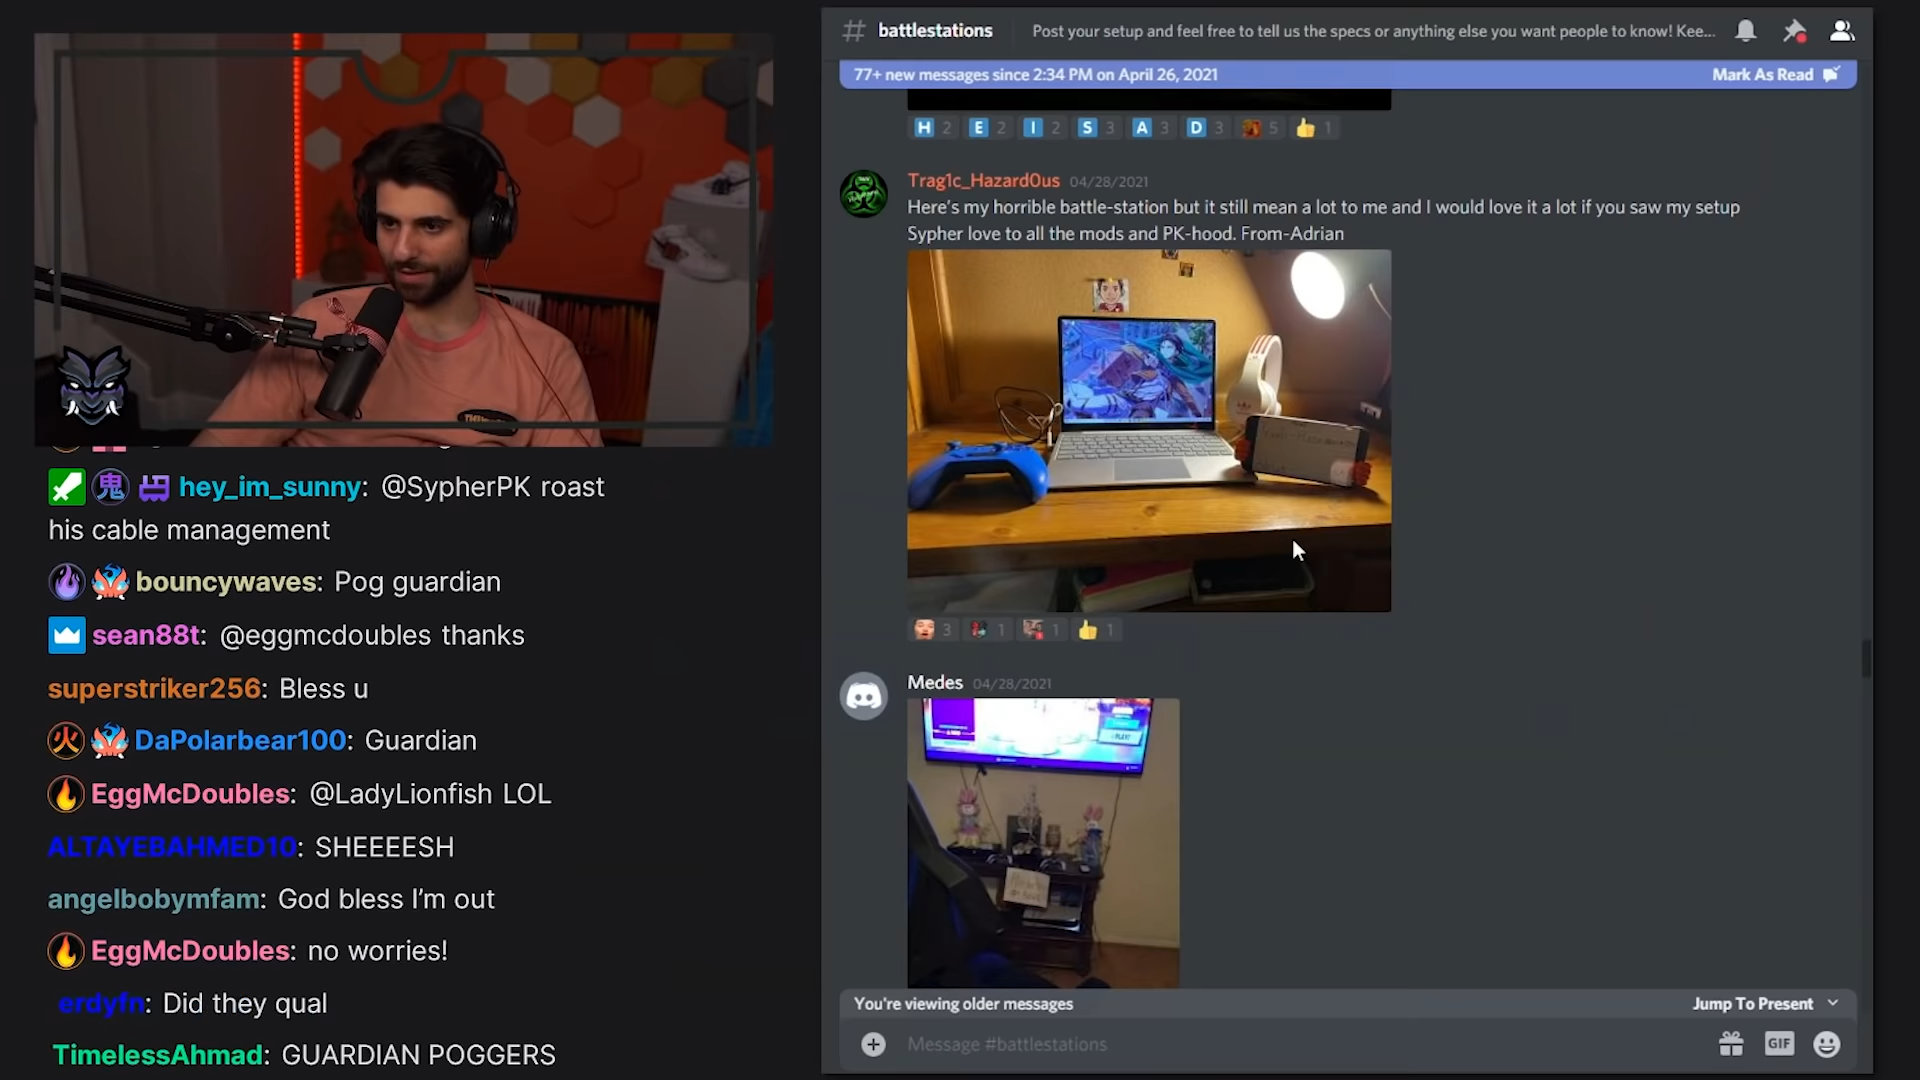 battlestations
Post your setup and feel free to tell us the specs or anything else you want people to know! Kee...
77+ new messages since 2:34 PM on April 26, 2021
Mark As Read
H 2 E 2 I 2 S 3 A 3 D 3 5 1
Trag1c_Hazard0us 04/28/2021
Here's my horrible battle-station but it still mean a lot to me and I would love it a lot if you saw my setup
Sypher love to all the mods and PK-hood. From-Adrian
3 1 1 1
Medes 04/28/2021
You're viewing older messages
Jump To Present
Message #battlestations
GIF
鬼 hey_im_sunny: @SypherPK roast
his cable management
bouncywaves: Pog guardian
sean88t: @eggmcdoubles thanks
superstriker256: Bless u
火 DaPolarbear100: Guardian
EggMcDoubles: @LadyLionfish LOL
ALTAYEBAHMED10: SHEEEESH
angelbobymfam: God bless I'm out
EggMcDoubles: no worries!
erdyfn: Did they qual
TimelessAhmad: GUARDIAN POGGERS